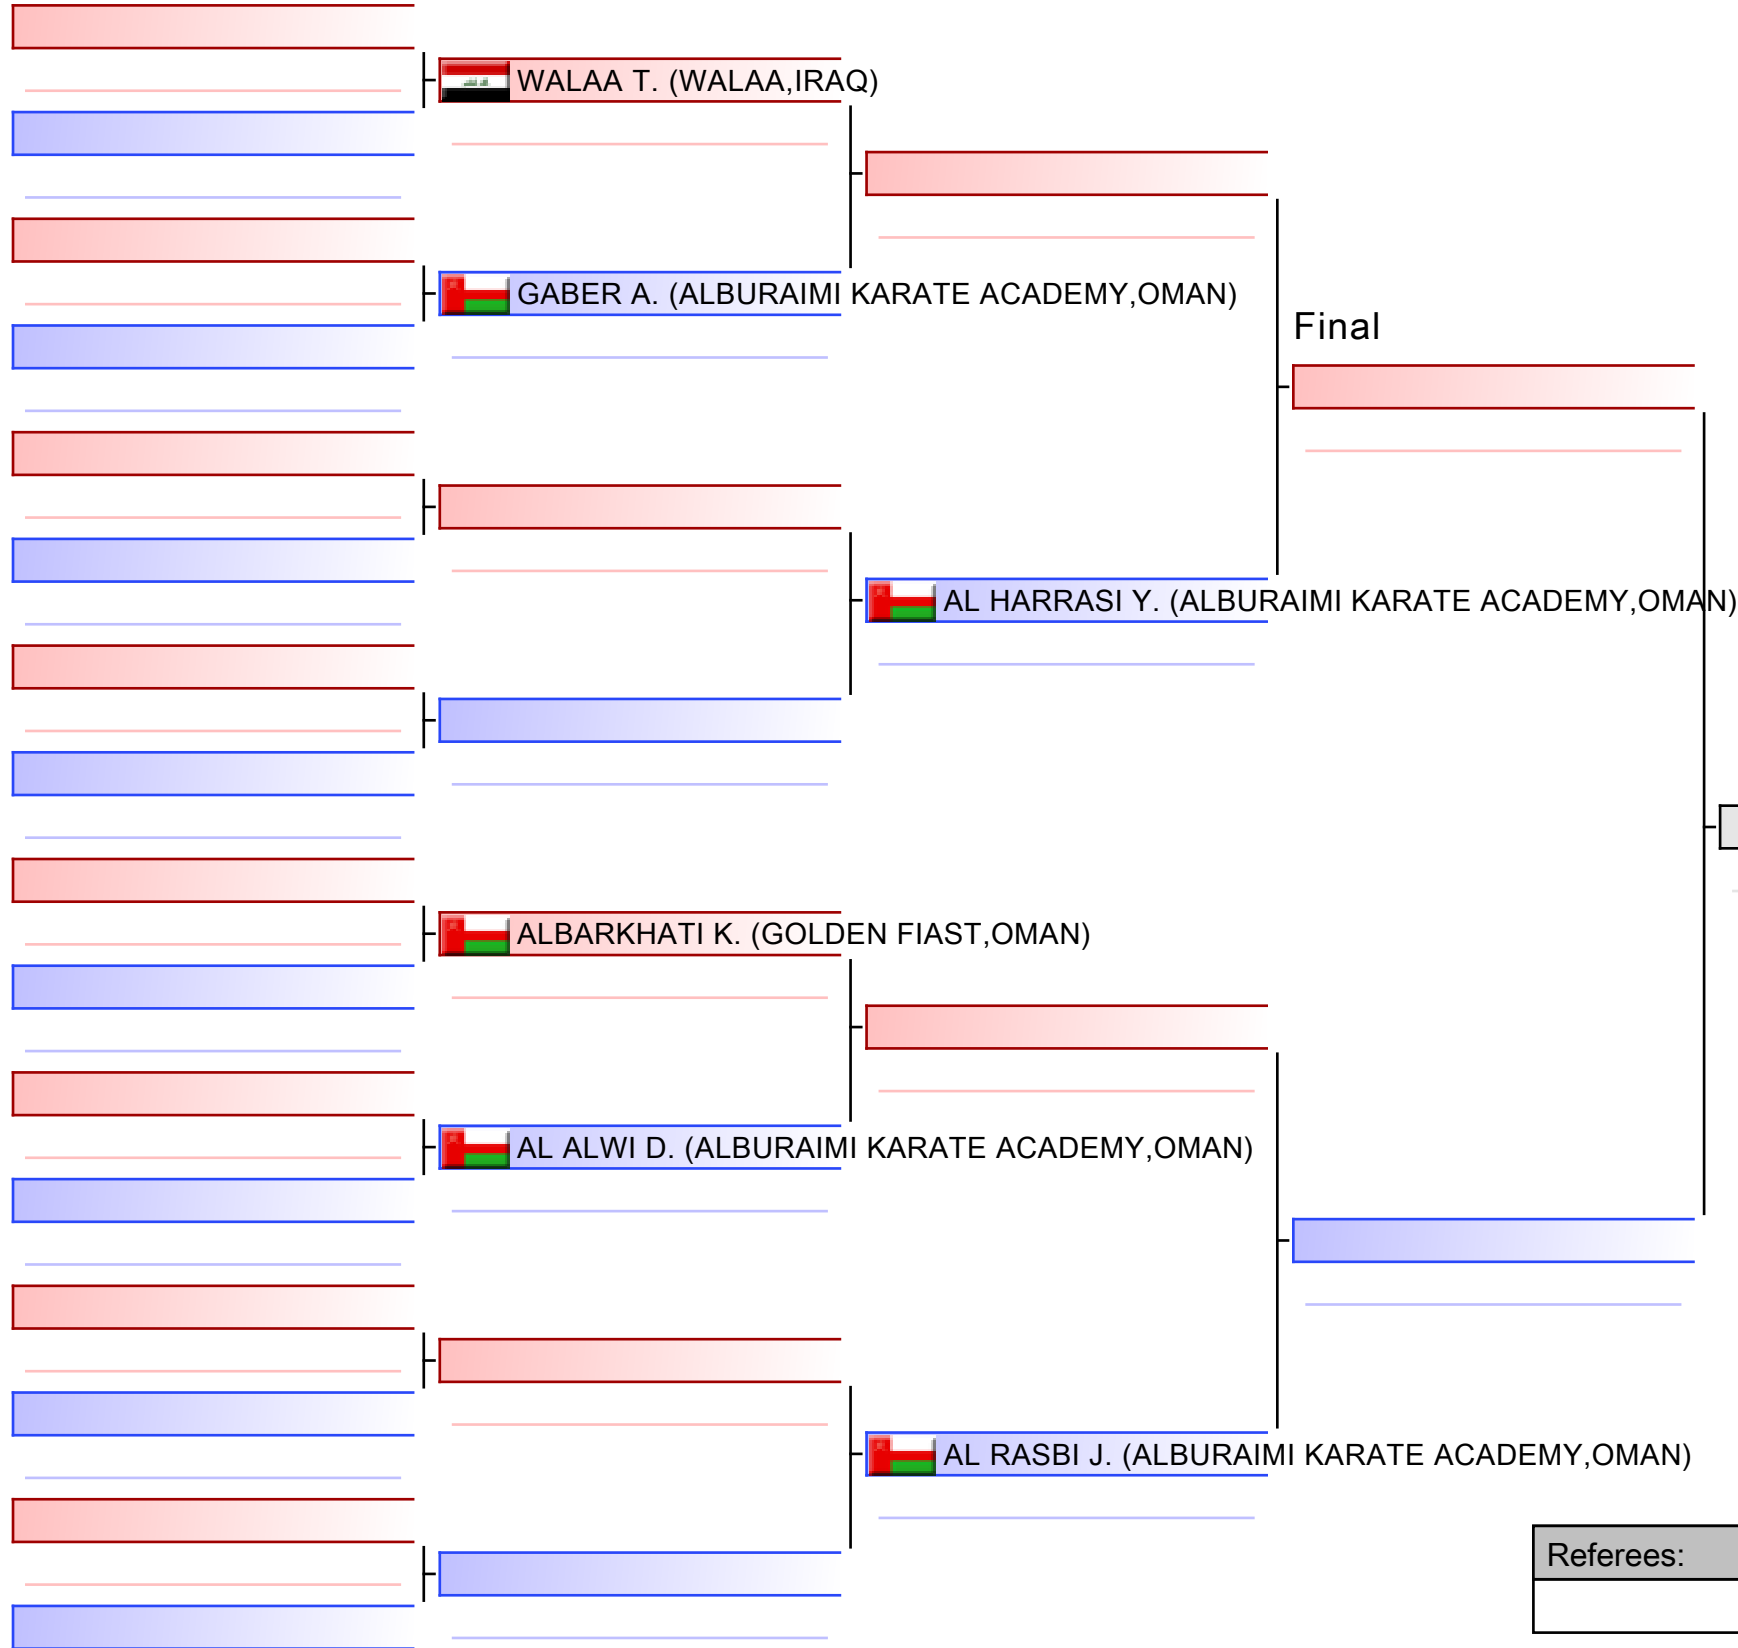 WALAA T. (WALAA,IRAQ)
GABER A. (ALBURAIMI KARATE ACADEMY,OMAN)
Final
AL HARRASI Y. (ALBURAIMI KARATE ACADEMY,OMAN)
ALBARKHATI K. (GOLDEN FIAST,OMAN)
AL ALWI D. (ALBURAIMI KARATE ACADEMY,OMAN)
AL RASBI J. (ALBURAIMI KARATE ACADEMY,OMAN)
Referees: